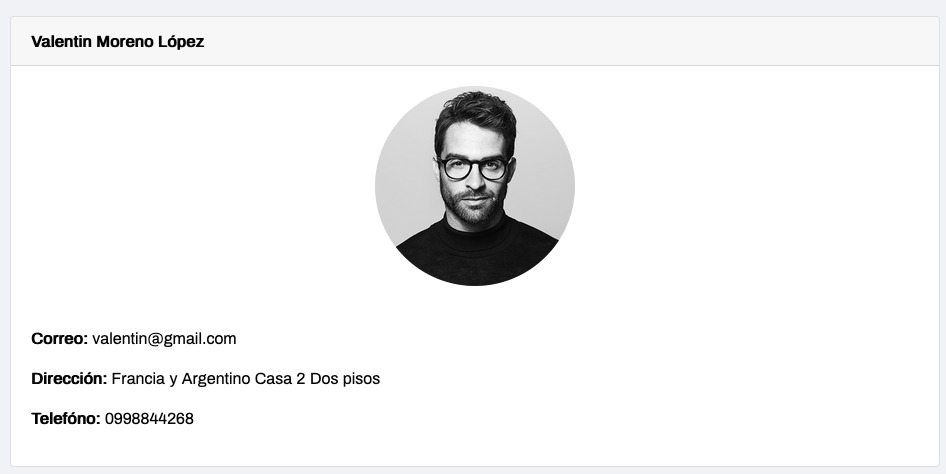 Valentin Moreno López
Correo: valentin@gmail.com
Dirección: Francia y Argentino Casa 2 Dos pisos
Telefóno: 0998844268